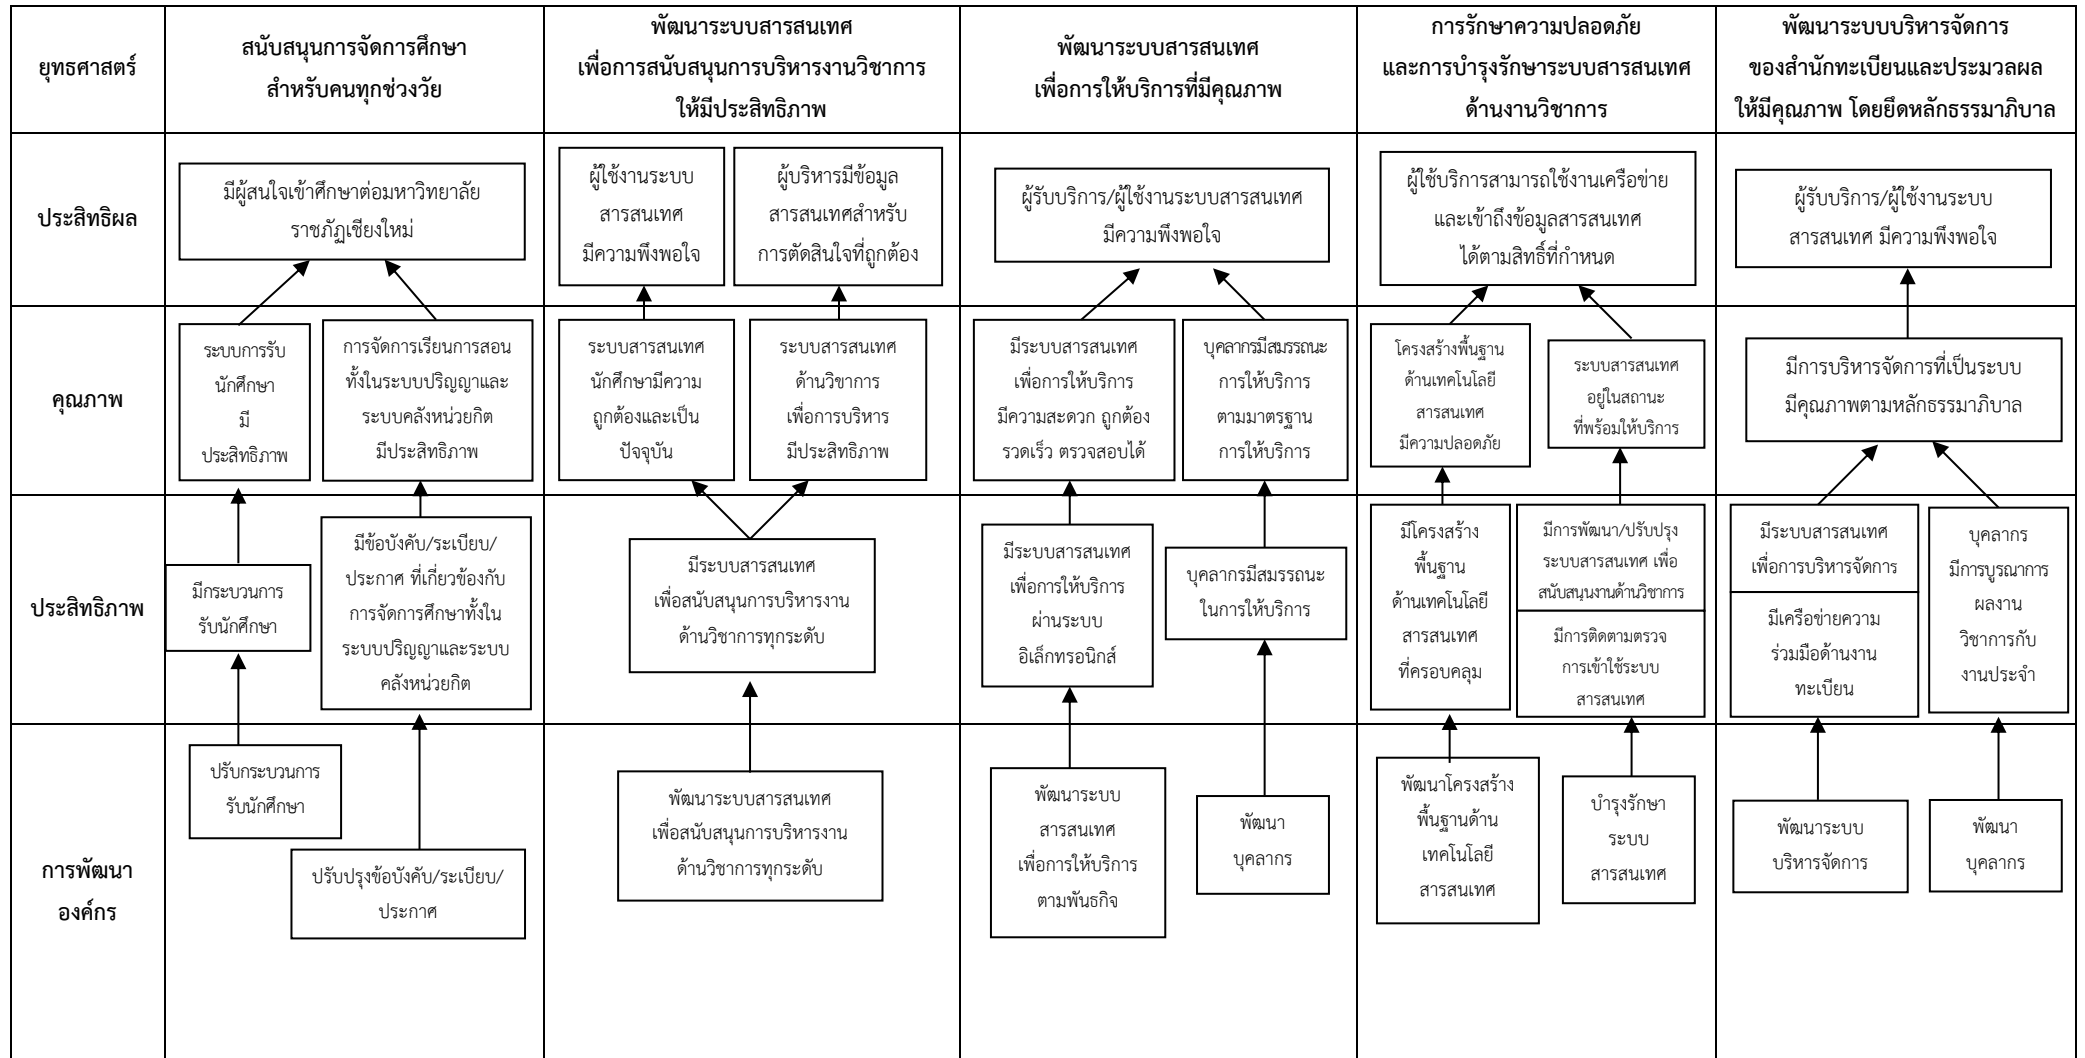 ยุทธศาสตร์
สนับสนุนการจัดการศึกษา
สำหรับคนทุกช่วงวัย
พัฒนาระบบสารสนเทศ
เพื่อการสนับสนุนการบริหารงานวิชาการ
ให้มีประสิทธิภาพ
พัฒนาระบบสารสนเทศ
เพื่อการให้บริการที่มีคุณภาพ
การรักษาความปลอดภัย
และการบำรุงรักษาระบบสารสนเทศ
ด้านงานวิชาการ
พัฒนาระบบบริหารจัดการ
ของสำนักทะเบียนและประมวลผล
ให้มีคุณภาพ โดยยึดหลักธรรมาภิบาล
ประสิทธิผล
มีผู้สนใจเข้าศึกษาต่อมหาวิทยาลัย
ราชภัฏเชียงใหม่
ผู้ใช้งานระบบ
สารสนเทศ
มีความพึงพอใจ
ผู้บริหารมีข้อมูล
สารสนเทศสำหรับ
การตัดสินใจที่ถูกต้อง
ผู้รับบริการ/ผู้ใช้งานระบบสารสนเทศ
มีความพึงพอใจ
ผู้ใช้บริการสามารถใช้งานเครือข่าย
และเข้าถึงข้อมูลสารสนเทศ
ได้ตามสิทธิ์ที่กำหนด
ผู้รับบริการ/ผู้ใช้งานระบบ
สารสนเทศ มีความพึงพอใจ
คุณภาพ
ระบบการรับ
นักศึกษา
มี
ประสิทธิภาพ
การจัดการเรียนการสอน
ทั้งในระบบปริญญาและ
ระบบคลังหน่วยกิต
มีประสิทธิภาพ
ระบบสารสนเทศ
นักศึกษามีความ
ถูกต้องและเป็น
ปัจจุบัน
ระบบสารสนเทศ
ด้านวิขาการ
เพื่อการบริหาร
มีประสิทธิภาพ
มีระบบสารสนเทศ
เพื่อการให้บริการ
มีความสะดวก ถูกต้อง
รวดเร็ว ตรวจสอบได้
บุคลากรมีสมรรถนะ
การให้บริการ
ตามมาตรฐาน
การให้บริการ
โครงสร้างพื้นฐาน
ด้านเทคโนโลยี
สารสนเทศ
มีความปลอดภัย
ระบบสารสนเทศ
อยู่ในสถานะ
ที่พร้อมให้บริการ
มีการบริหารจัดการที่เป็นระบบ
มีคุณภาพตามหลักธรรมาภิบาล
ประสิทธิภาพ
มีกระบวนการ
รับนักศึกษา
มีข้อบังคับ/ระเบียบ/
ประกาศ ที่เกี่ยวข้องกับ
การจัดการศึกษาทั้งใน
ระบบปริญญาและระบบ
คลังหน่วยกิต
มีระบบสารสนเทศ
เพื่อสนับสนุนการบริหารงาน
ด้านวิชาการทุกระดับ
มีระบบสารสนเทศ
เพื่อการให้บริการ
ผ่านระบบ
อิเล็กทรอนิกส์
บุคลากรมีสมรรถนะ
ในการให้บริการ
มีโครงสร้าง
พื้นฐาน
ด้านเทคโนโลยี
สารสนเทศ
ที่ครอบคลุม
มีการพัฒนา/ปรับปรุง
ระบบสารสนเทศ เพื่อ
สนับสนุนงานด้านวิชาการ
มีการติดตามตรวจ
การเข้าใช้ระบบ
สารสนเทศ
มีระบบสารสนเทศ
เพื่อการบริหารจัดการ
มีเครือข่ายความ
ร่วมมือด้านงาน
ทะเบียน
บุคลากร
มีการบูรณาการ
ผลงาน
วิชาการกับ
งานประจำ
การพัฒนา
องค์กร
ปรับกระบวนการ
รับนักศึกษา
ปรับปรุงข้อบังคับ/ระเบียบ/
ประกาศ
พัฒนาระบบสารสนเทศ
เพื่อสนับสนุนการบริหารงาน
ด้านวิชาการทุกระดับ
พัฒนาระบบ
สารสนเทศ
เพื่อการให้บริการ
ตามพันธกิจ
พัฒนา
บุคลากร
พัฒนาโครงสร้าง
พื้นฐานด้าน
เทคโนโลยี
สารสนเทศ
บำรุงรักษา
ระบบ
สารสนเทศ
พัฒนาระบบ
บริหารจัดการ
พัฒนา
บุคลากร